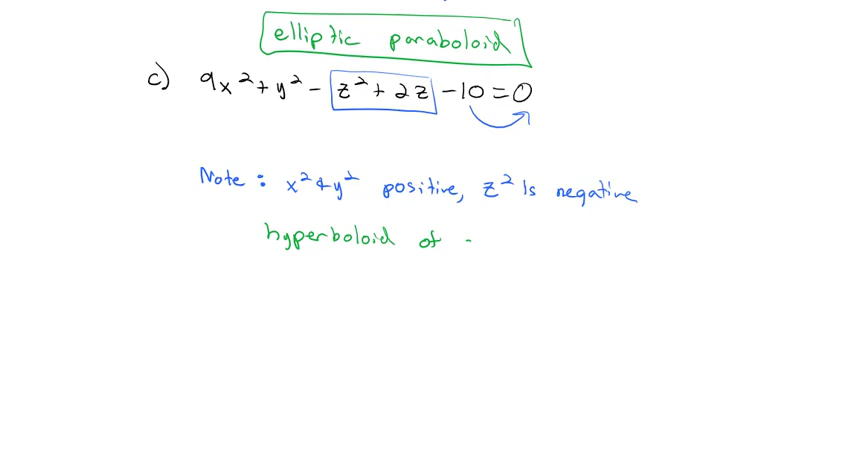 elliptic paraboloid
c) 9x² + y² - z² + 2z - 10 = 0
Note: x² & y² positive, z² is negative
hyperboloid of